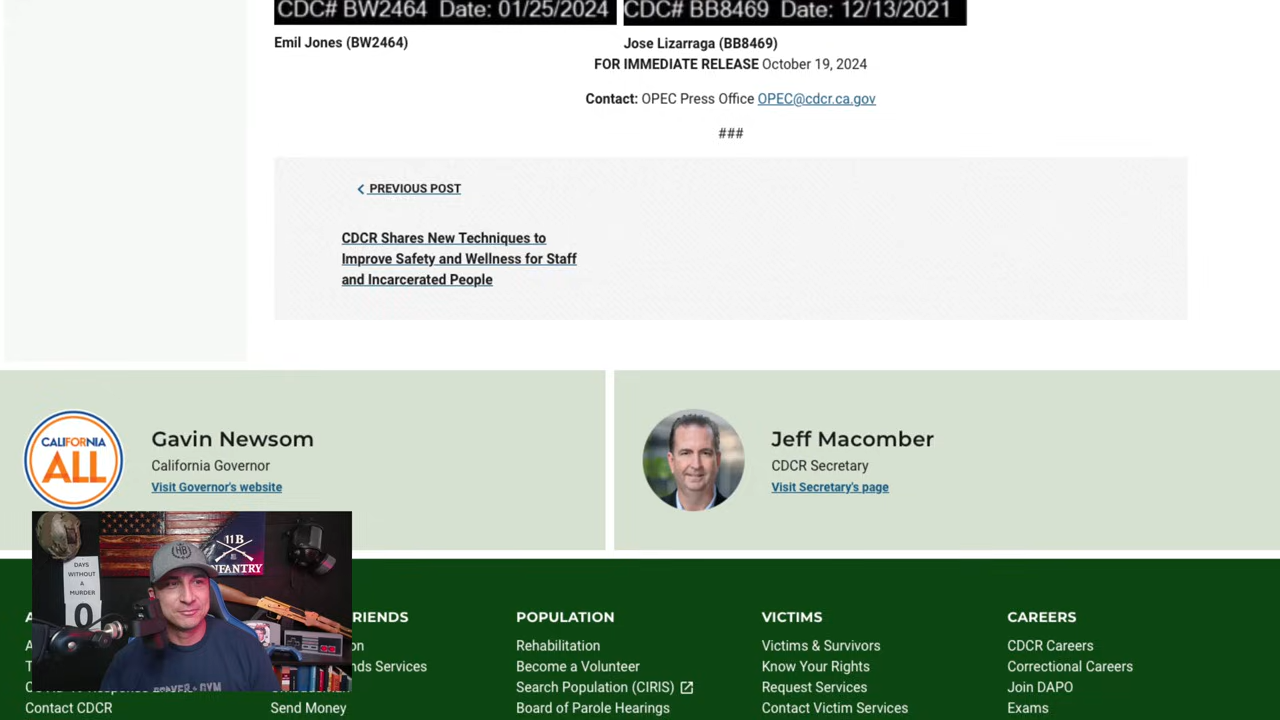 CDC# BW2464 Date: 01/25/2024
CDC# BB8469 Date: 12/13/2021
Emil Jones (BW2464)
Jose Lizarraga (BB8469)
FOR IMMEDIATE RELEASE October 19, 2024
Contact: OPEC Press Office OPEC@cdcr.ca.gov
###
PREVIOUS POST
CDCR Shares New Techniques to
Improve Safety and Wellness for Staff
and Incarcerated People
CALIFORNIA
ALL
Gavin Newsom
California Governor
Visit Governor's website
Jeff Macomber
CDCR Secretary
Visit Secretary's page
DAYS
WITHOUT
A
MURDER
0
11B
INFANTRY
HB
POPULATION
Rehabilitation
Become a Volunteer
Search Population (CIRIS)
Board of Parole Hearings
VICTIMS
Victims & Survivors
Know Your Rights
Request Services
Contact Victim Services
CAREERS
CDCR Careers
Correctional Careers
Join DAPO
Exams
RIENDS
nds Services
Send Money
Contact CDCR